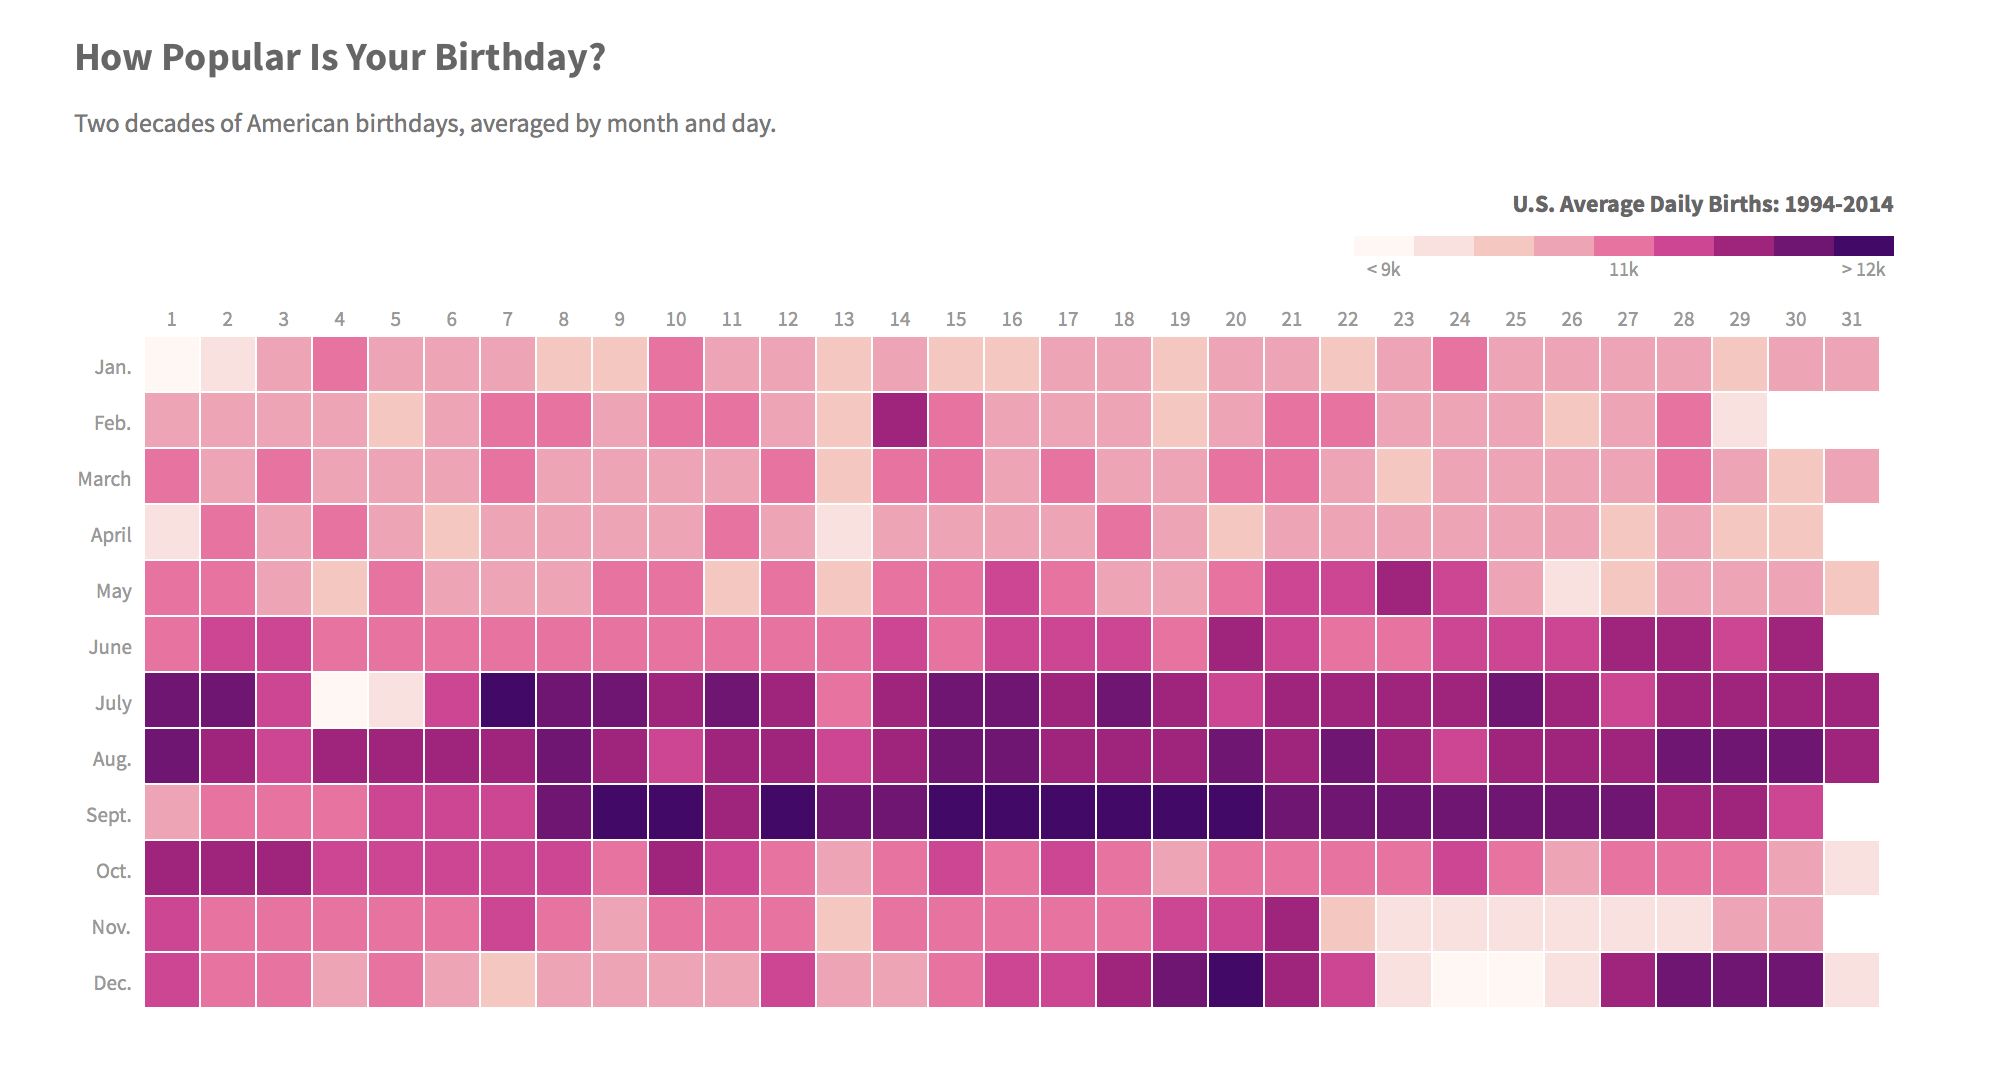 How Popular Is Your Birthday?
Two decades of American birthdays, averaged by month and day.
U.S. Average Daily Births: 1994-2014
< 9k 11k > 12k
1 2 3 4 5 6 7 8 9 10 11 12 13 14 15 16 17 18 19 20 21 22 23 24 25 26 27 28 29 30 31
Jan.
Feb.
March
April
May
June
July
Aug.
Sept.
Oct.
Nov.
Dec.